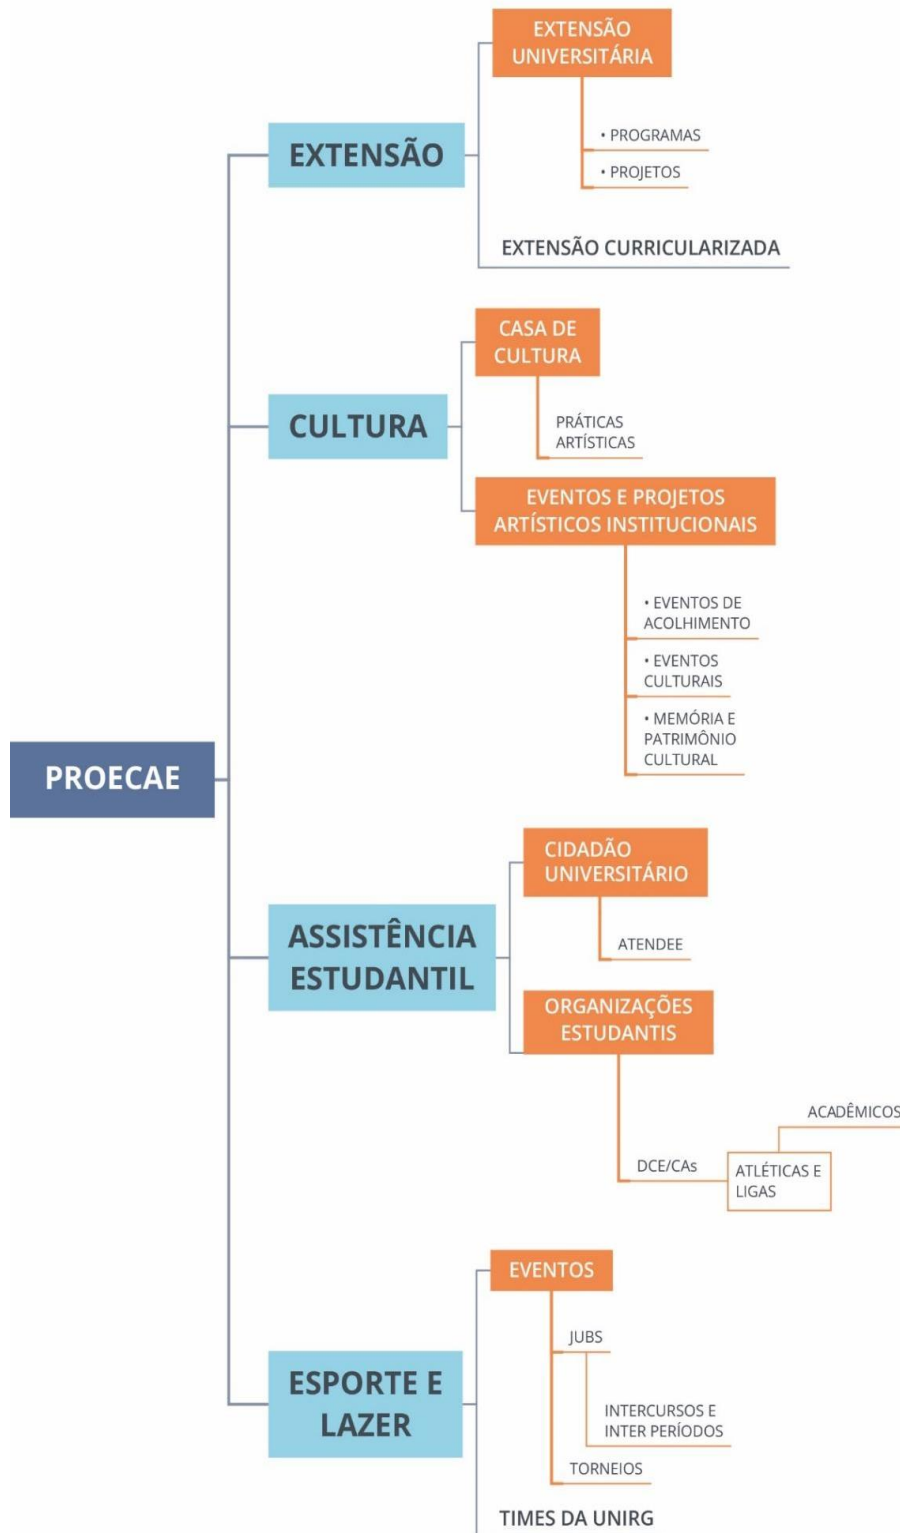 EXTENSÃO
UNIVERSITÁRIA
• PROGRAMAS
• PROJETOS
EXTENSÃO
EXTENSÃO CURRICULARIZADA
CASA DE
CULTURA
PRÁTICAS
ARTÍSTICAS
CULTURA
EVENTOS E PROJETOS
ARTÍSTICOS INSTITUCIONAIS
• EVENTOS DE
ACOLHIMENTO
• EVENTOS
CULTURAIS
• MEMÓRIA E
PATRIMÔNIO
CULTURAL
PROECAE
CIDADÃO
UNIVERSITÁRIO
ATENDEE
ASSISTÊNCIA
ESTUDANTIL
ORGANIZAÇÕES
ESTUDANTIS
ACADÊMICOS
DCE/CAs
ATLÉTICAS E
LIGAS
EVENTOS
JUBS
INTERCURSOS E
INTER PERÍODOS
TORNEIOS
ESPORTE E
LAZER
TIMES DA UNIRG